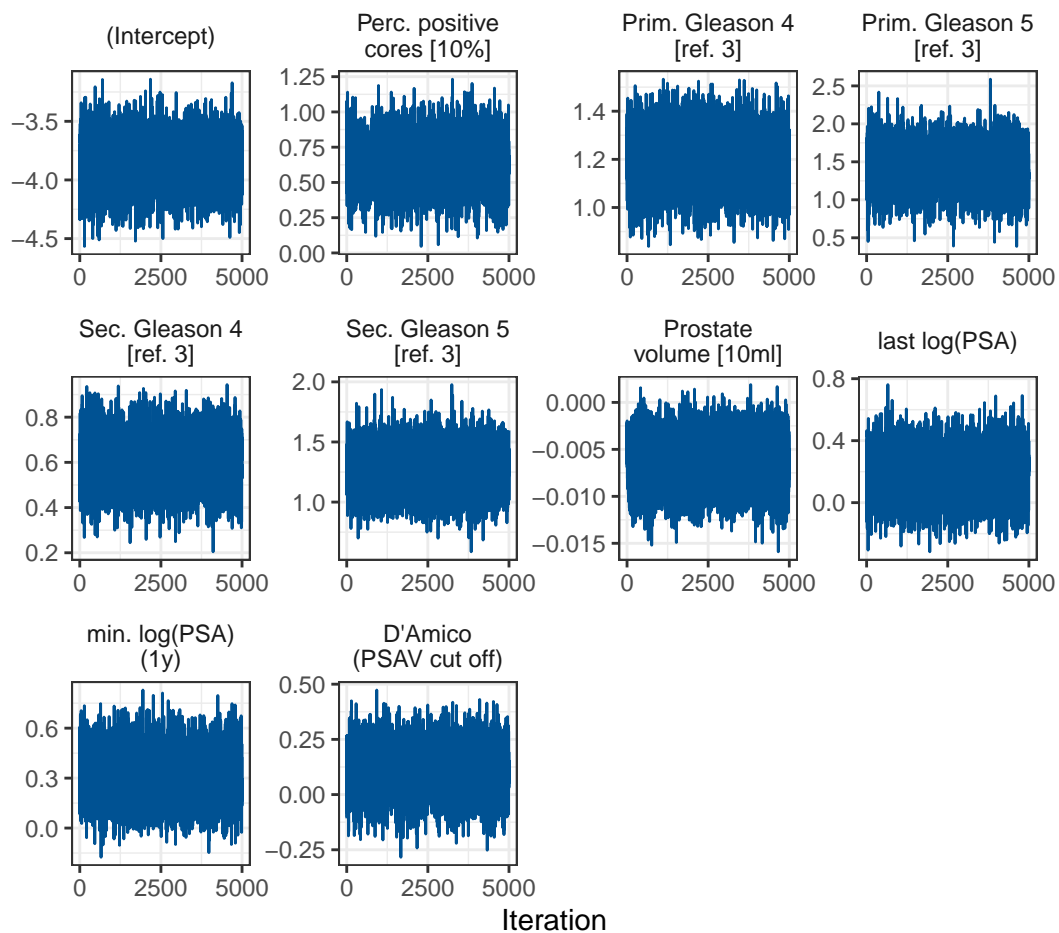 (Intercept)
Perc. positive
cores [10%]
Prim. Gleason 4
[ref. 3]
Prim. Gleason 5
[ref. 3]
−3.5
−4.0
−4.5
0 2500 5000
1.25
1.00
0.75
0.50
0.25
0.00
0 2500 5000
1.4
1.2
1.0
0 2500 5000
2.5
2.0
1.5
1.0
0.5
0 2500 5000
Sec. Gleason 4
[ref. 3]
Sec. Gleason 5
[ref. 3]
Prostate
volume [10ml]
last log(PSA)
0.8
0.6
0.4
0.2
0 2500 5000
2.0
1.5
1.0
0 2500 5000
0.000
−0.005
−0.010
−0.015
0 2500 5000
0.8
0.4
0.0
0 2500 5000
min. log(PSA)
(1y)
D'Amico
(PSAV cut off)
0.6
0.3
0.0
0 2500 5000
0.50
0.25
0.00
−0.25
0 2500 5000
Iteration